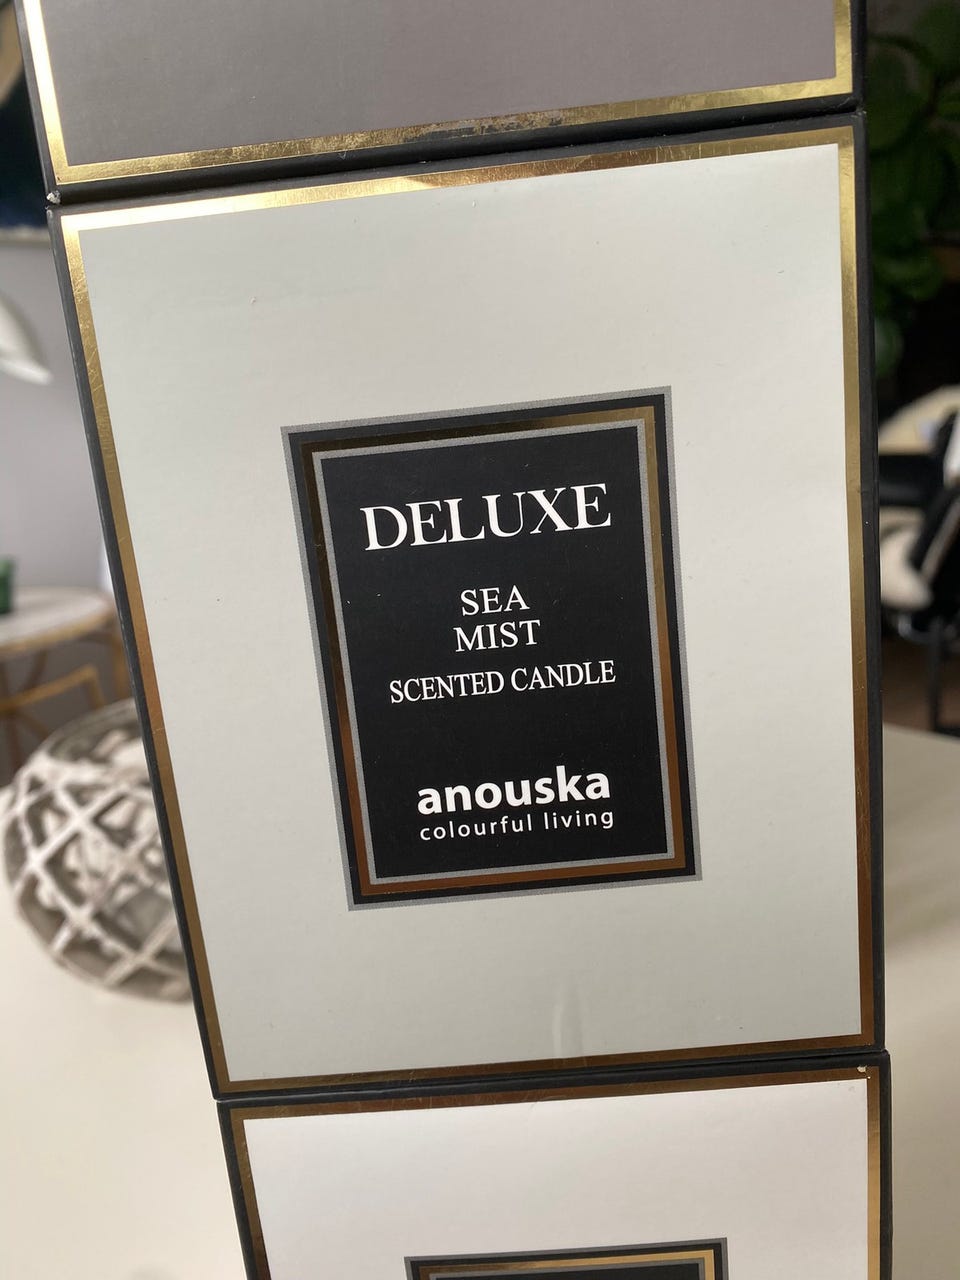 DELUXE
SEA
MIST
SCENTED CANDLE
anouska
colourful living